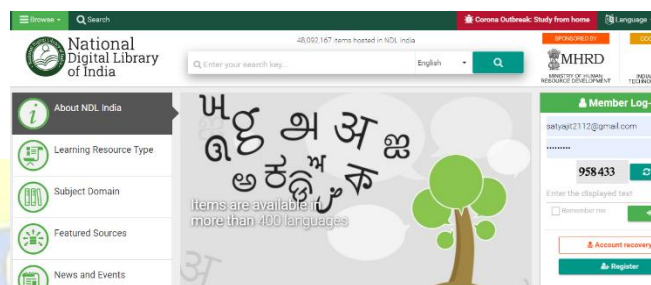 Browse
Search
Corona Outbreak: Study from home
Language
National
Digital Library
of India
48,092,167 items hosted in NDL India
Enter your search key...
English
SPONSORED BY
MHRD
MINISTRY OF HUMAN
RESOURCE DEVELOPMENT
About NDL India
Learning Resource Type
Subject Domain
Featured Sources
News and Events
அ
अ
क
Items are available in
more than 400 languages
Member Log-
satyajit2112@gmail.com
958433
Enter the displayed text
Remember me
Account recovery
Register